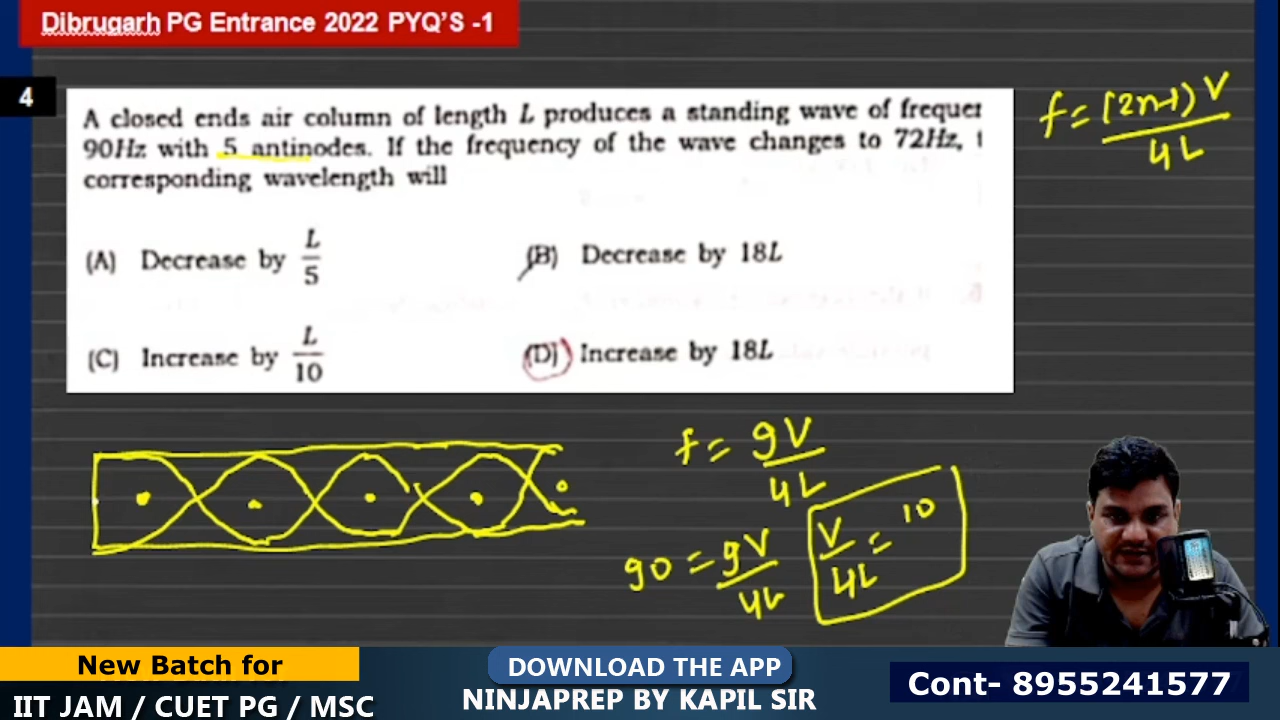 Dibrugarh PG Entrance 2022 PYQ'S -1
4
A closed ends air column of length L produces a standing wave of frequer
90Hz with 5 antinodes. If the frequency of the wave changes to 72Hz, t
corresponding wavelength will
(A) Decrease by L/5
(B) Decrease by 18L
(C) Increase by L/10
(D) Increase by 18L
f = (2n-1) V / 4L
f = 9V / 4L
90 = 9V / 4L
V / 4L = 10
New Batch for
IIT JAM / CUET PG / MSC
DOWNLOAD THE APP
NINJAPREP BY KAPIL SIR
Cont- 8955241577